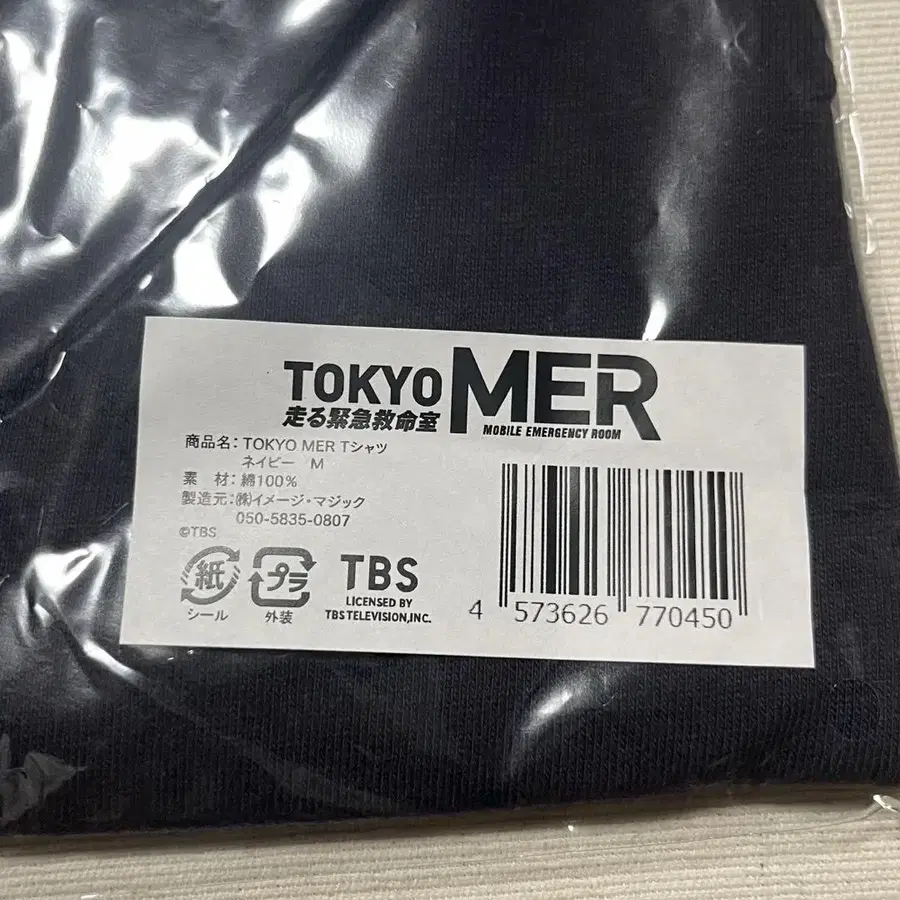 TOKYO MER
走る緊急救命室
MOBILE EMERGENCY ROOM
商品名：TOKYO MER Tシャツ
ネイビー　M
素　材：綿100％
製造元：㈱イメージ・マジック
050-5835-0807
©TBS
紙
シール
プラ
外装
TBS
LICENSED BY
TBS TELEVISION,INC.
4 573626 770450